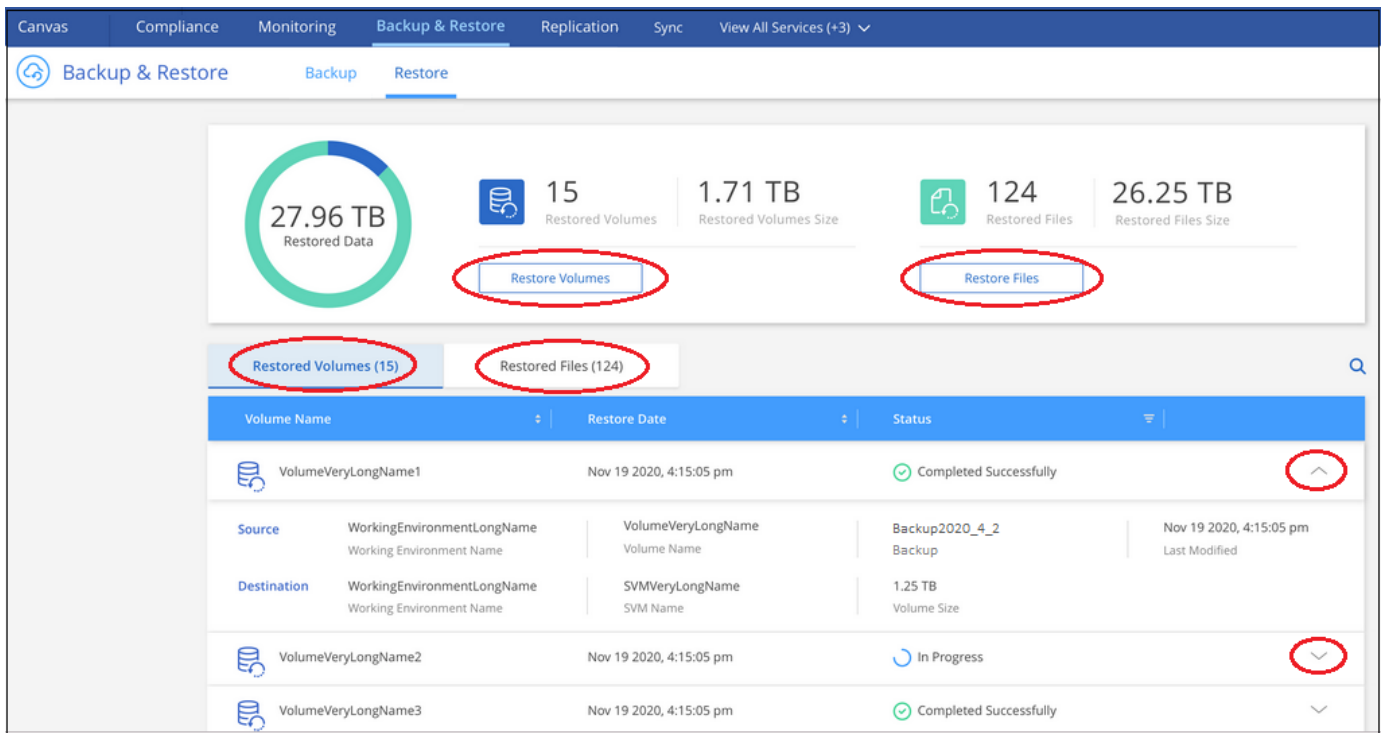 Canvas Compliance Monitoring Backup & Restore Replication Sync View All Services (+3)
Backup & Restore Backup Restore
27.96 TB
Restored Data
15 1.71 TB
Restored Volumes Restored Volumes Size
124 26.25 TB
Restored Files Restored Files Size
Restore Volumes Restore Files
Restored Volumes (15) Restored Files (124)
Volume Name Restore Date Status
VolumeVeryLongName1 Nov 19 2020, 4:15:05 pm Completed Successfully
Source WorkingEnvironmentLongName VolumeVeryLongName Backup2020_4_2 Nov 19 2020, 4:15:05 pm
Working Environment Name Volume Name Backup Last Modified
Destination WorkingEnvironmentLongName SVMVeryLongName 1.25 TB
Working Environment Name SVM Name Volume Size
VolumeVeryLongName2 Nov 19 2020, 4:15:05 pm In Progress
VolumeVeryLongName3 Nov 19 2020, 4:15:05 pm Completed Successfully